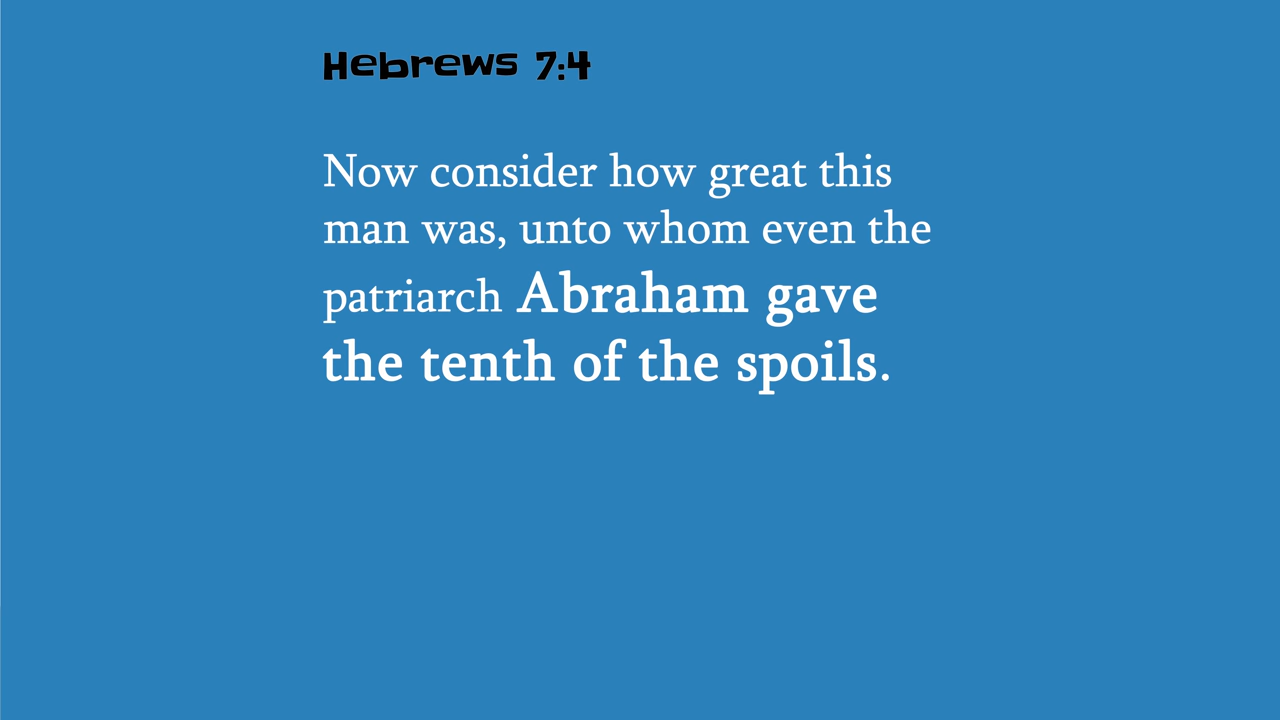 Hebrews 7:4
Now consider how great this
man was, unto whom even the
patriarch Abraham gave
the tenth of the spoils.